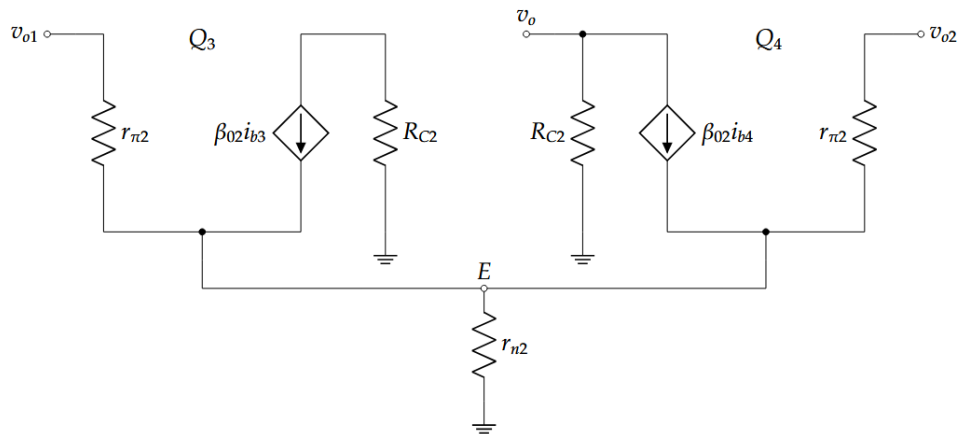 v_{o1}
Q_3
v_o
Q_4
v_{o2}
r_{π2}
β_{02}i_{b3}
R_{C2}
R_{C2}
β_{02}i_{b4}
r_{π2}
E
r_{n2}